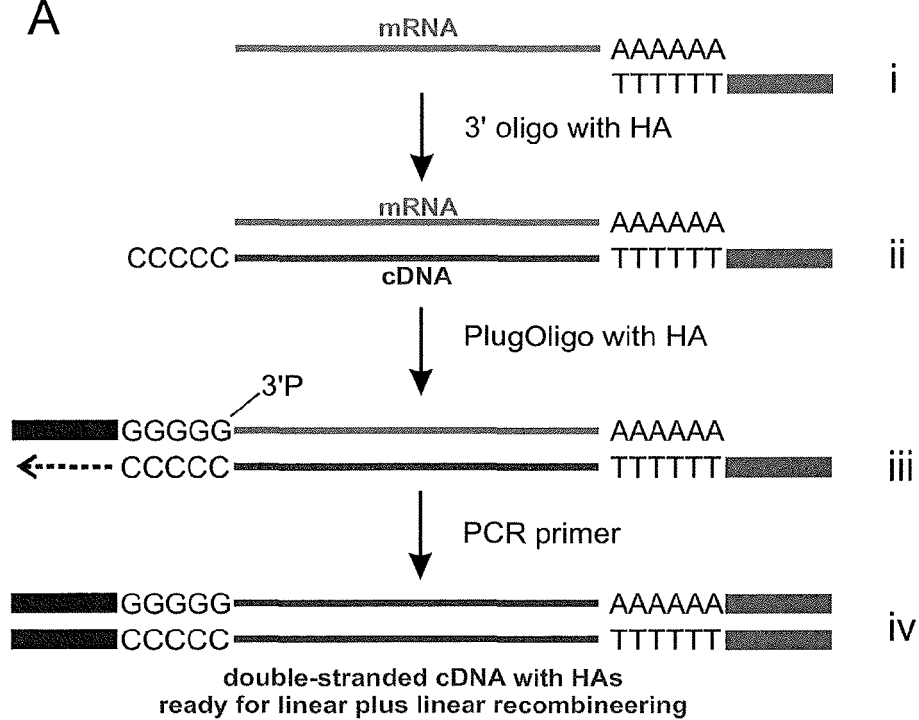 A
mRNA
AAAAAA
TTTTTT
i
3' oligo with HA
mRNA
AAAAAA
CCCCC
TTTTTT
ii
cDNA
PlugOligo with HA
3'P
GGGGG
AAAAAA
CCCCC
TTTTTT
iii
PCR primer
GGGGG
AAAAAA
CCCCC
TTTTTT
iv
double-stranded cDNA with HAs
ready for linear plus linear recombineering